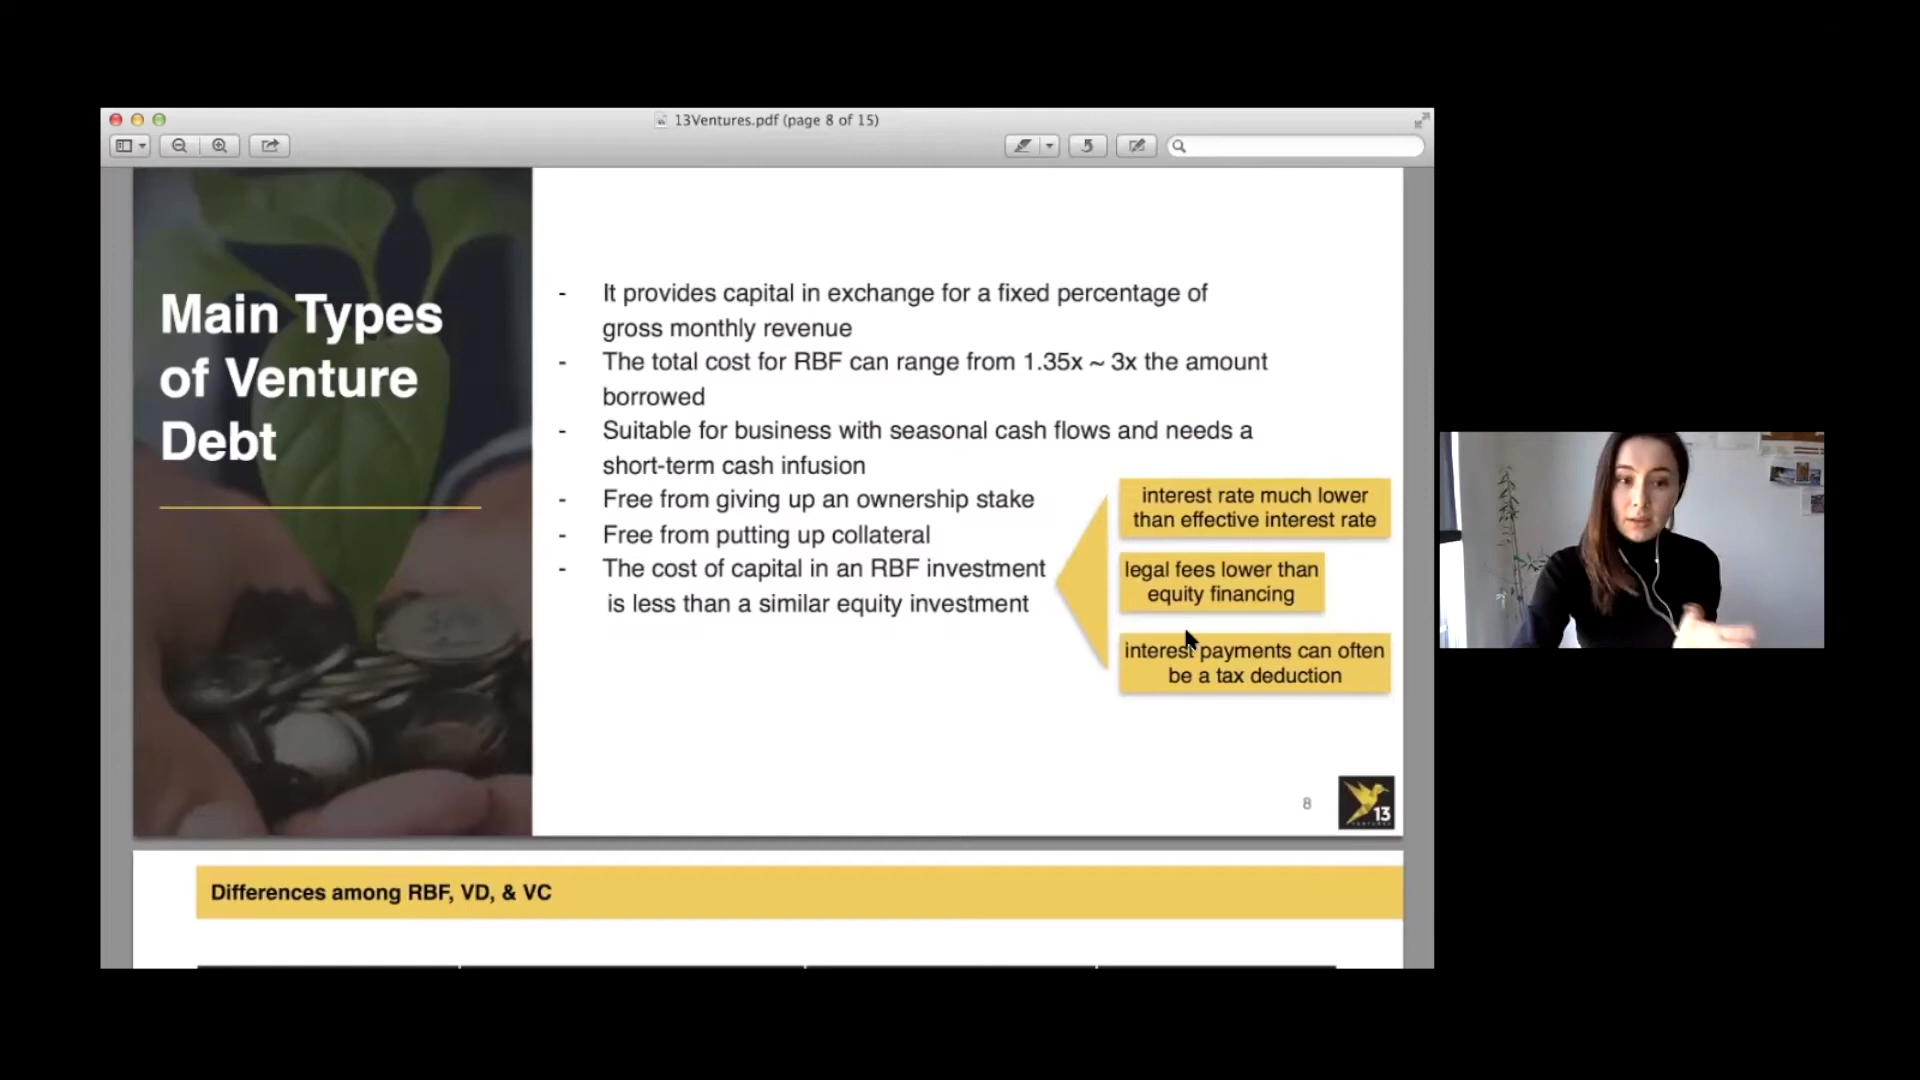 13Ventures.pdf (page 8 of 15)
Main Types
of Venture
Debt
- It provides capital in exchange for a fixed percentage of
gross monthly revenue
- The total cost for RBF can range from 1.35x ~ 3x the amount
borrowed
- Suitable for business with seasonal cash flows and needs a
short-term cash infusion
- Free from giving up an ownership stake
- Free from putting up collateral
- The cost of capital in an RBF investment
is less than a similar equity investment
interest rate much lower
than effective interest rate
legal fees lower than
equity financing
interest payments can often
be a tax deduction
8
13
Differences among RBF, VD, & VC